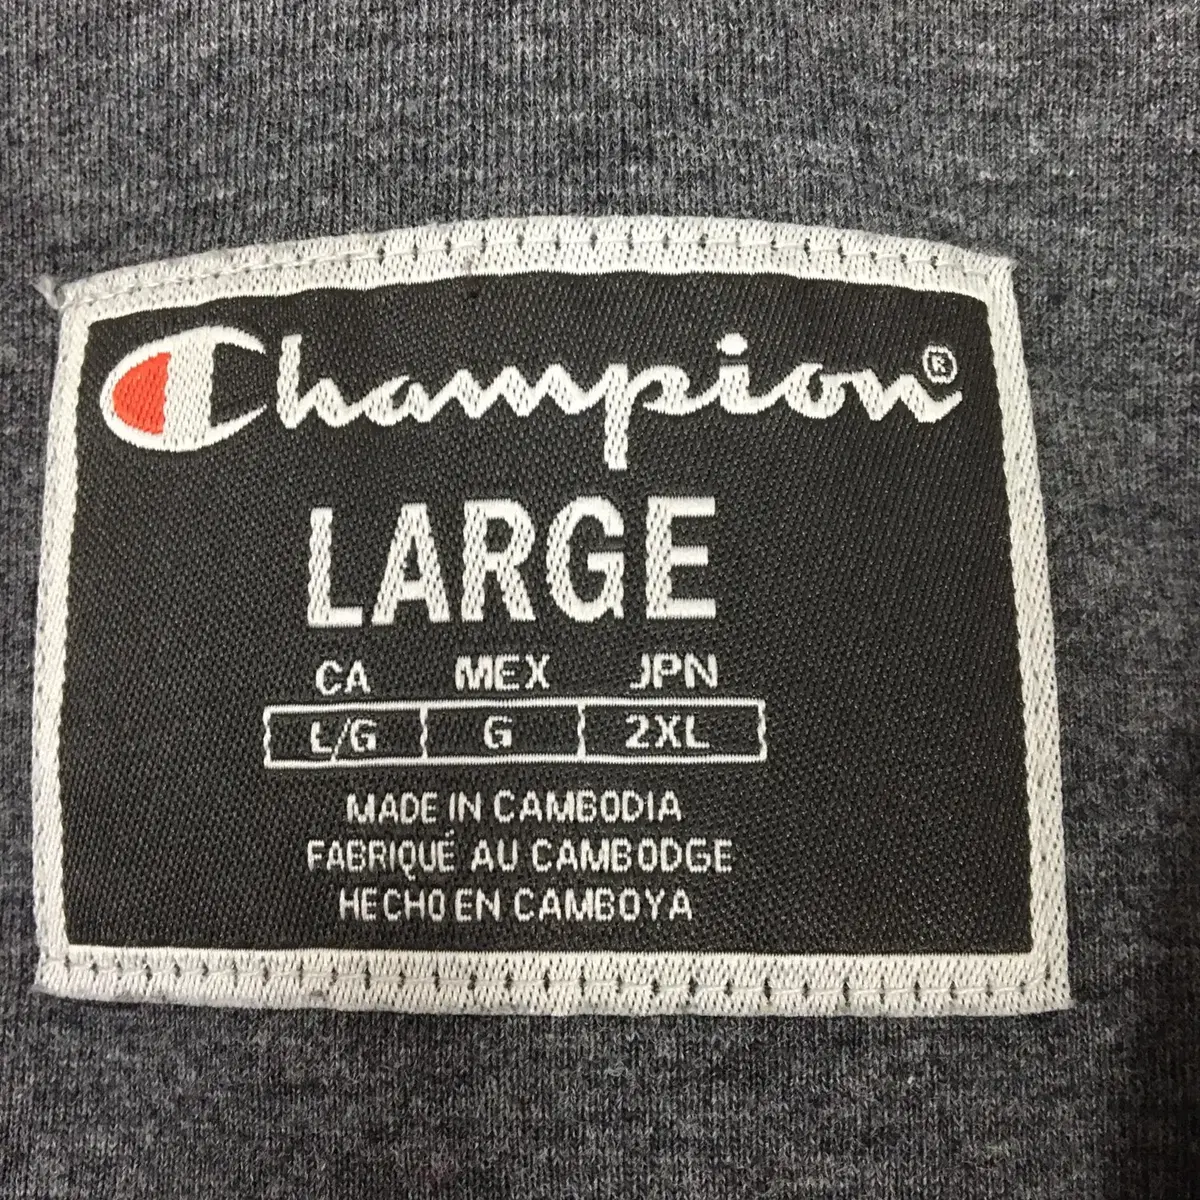 Champion®
LARGE
CA MEX JPN
L/G G 2XL
MADE IN CAMBODIA
FABRIQUÉ AU CAMBODGE
HECHO EN CAMBOYA